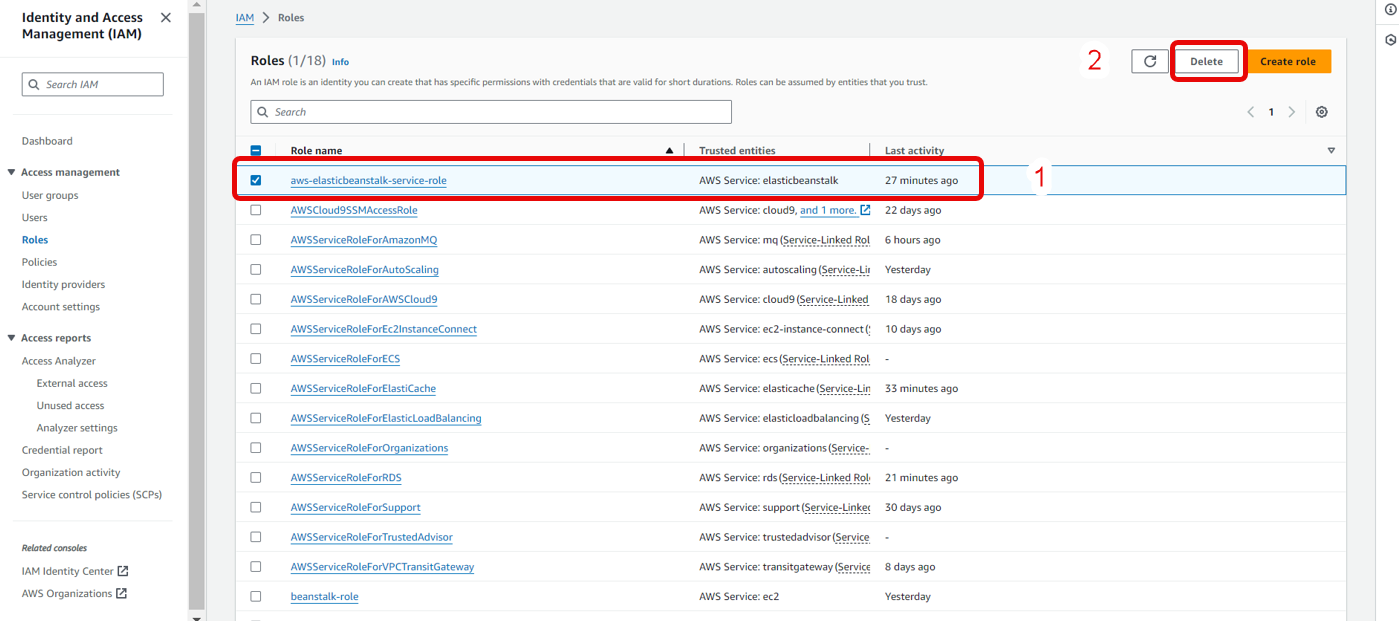 Identity and Access
Management (IAM)
Search IAM
Dashboard
Access management
User groups
Users
Roles
Policies
Identity providers
Account settings
Access reports
Access Analyzer
External access
Unused access
Analyzer settings
Credential report
Organization activity
Service control policies (SCPs)
Related consoles
IAM Identity Center
AWS Organizations
IAM > Roles
Roles (1/18) Info
2
Delete
Create role
An IAM role is an identity you can create that has specific permissions with credentials that are valid for short durations. Roles can be assumed by entities that you trust.
Search
1
Role name Trusted entities Last activity
aws-elasticbeanstalk-service-role AWS Service: elasticbeanstalk 27 minutes ago
1
AWSCloud9SSMAccessRole AWS Service: cloud9, and 1 more. 22 days ago
AWSServiceRoleForAmazonMQ AWS Service: mq (Service-Linked Rol 6 hours ago
AWSServiceRoleForAutoScaling AWS Service: autoscaling (Service-Lin Yesterday
AWSServiceRoleForAWSCloud9 AWS Service: cloud9 (Service-Linked 18 days ago
AWSServiceRoleForEc2InstanceConnect AWS Service: ec2-instance-connect (S 10 days ago
AWSServiceRoleForECS AWS Service: ecs (Service-Linked Rol -
AWSServiceRoleForElastiCache AWS Service: elasticache (Service-Lin 33 minutes ago
AWSServiceRoleForElasticLoadBalancing AWS Service: elasticloadbalancing (S Yesterday
AWSServiceRoleForOrganizations AWS Service: organizations (Service- -
AWSServiceRoleForRDS AWS Service: rds (Service-Linked Role 21 minutes ago
AWSServiceRoleForSupport AWS Service: support (Service-Linked 30 days ago
AWSServiceRoleForTrustedAdvisor AWS Service: trustedadvisor (Service -
AWSServiceRoleForVPCTransitGateway AWS Service: transitgateway (Service 8 days ago
beanstalk-role AWS Service: ec2 Yesterday